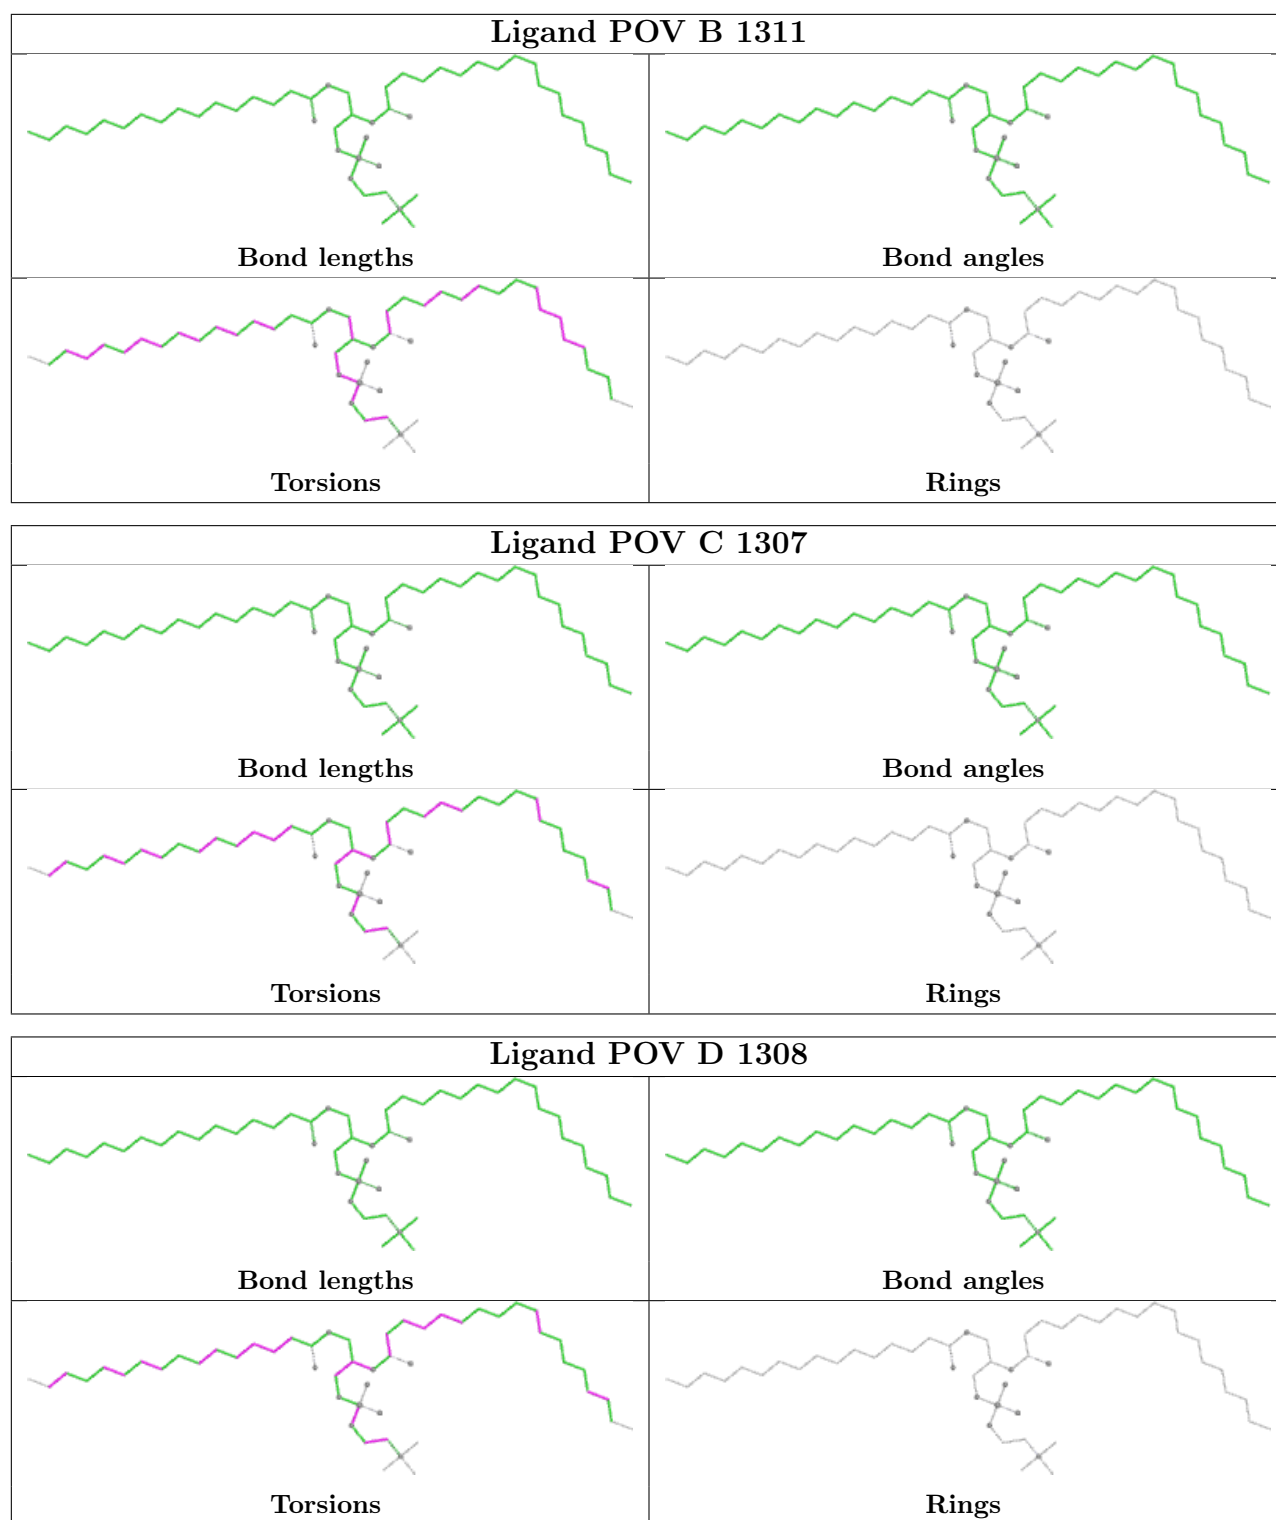 Ligand POV B 1311
Bond lengths
Bond angles
Torsions
Rings
Ligand POV C 1307
Bond lengths
Bond angles
Torsions
Rings
Ligand POV D 1308
Bond lengths
Bond angles
Torsions
Rings